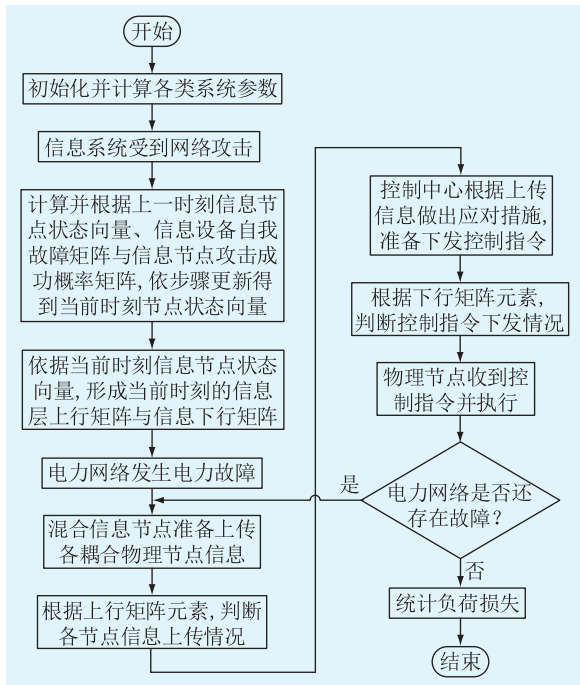 开始
初始化并计算各类系统参数
信息系统受到网络攻击
计算并根据上一时刻信息节
点状态向量、信息设备自我
故障矩阵与信息节点攻击成
功概率矩阵,依步骤更新得
到当前时刻节点状态向量
依据当前时刻信息节点状态
向量,形成当前时刻的信息
层上行矩阵与信息下行矩阵
电力网络发生电力故障
混合信息节点准备上传
各耦合物理节点信息
根据上行矩阵元素,判断
各节点信息上传情况
控制中心根据上传
信息做出应对措施,
准备下发控制指令
根据下行矩阵元素,
判断控制指令下发情况
物理节点收到控
制指令并执行
电力网络是否还
存在故障?
是
否
统计负荷损失
结束